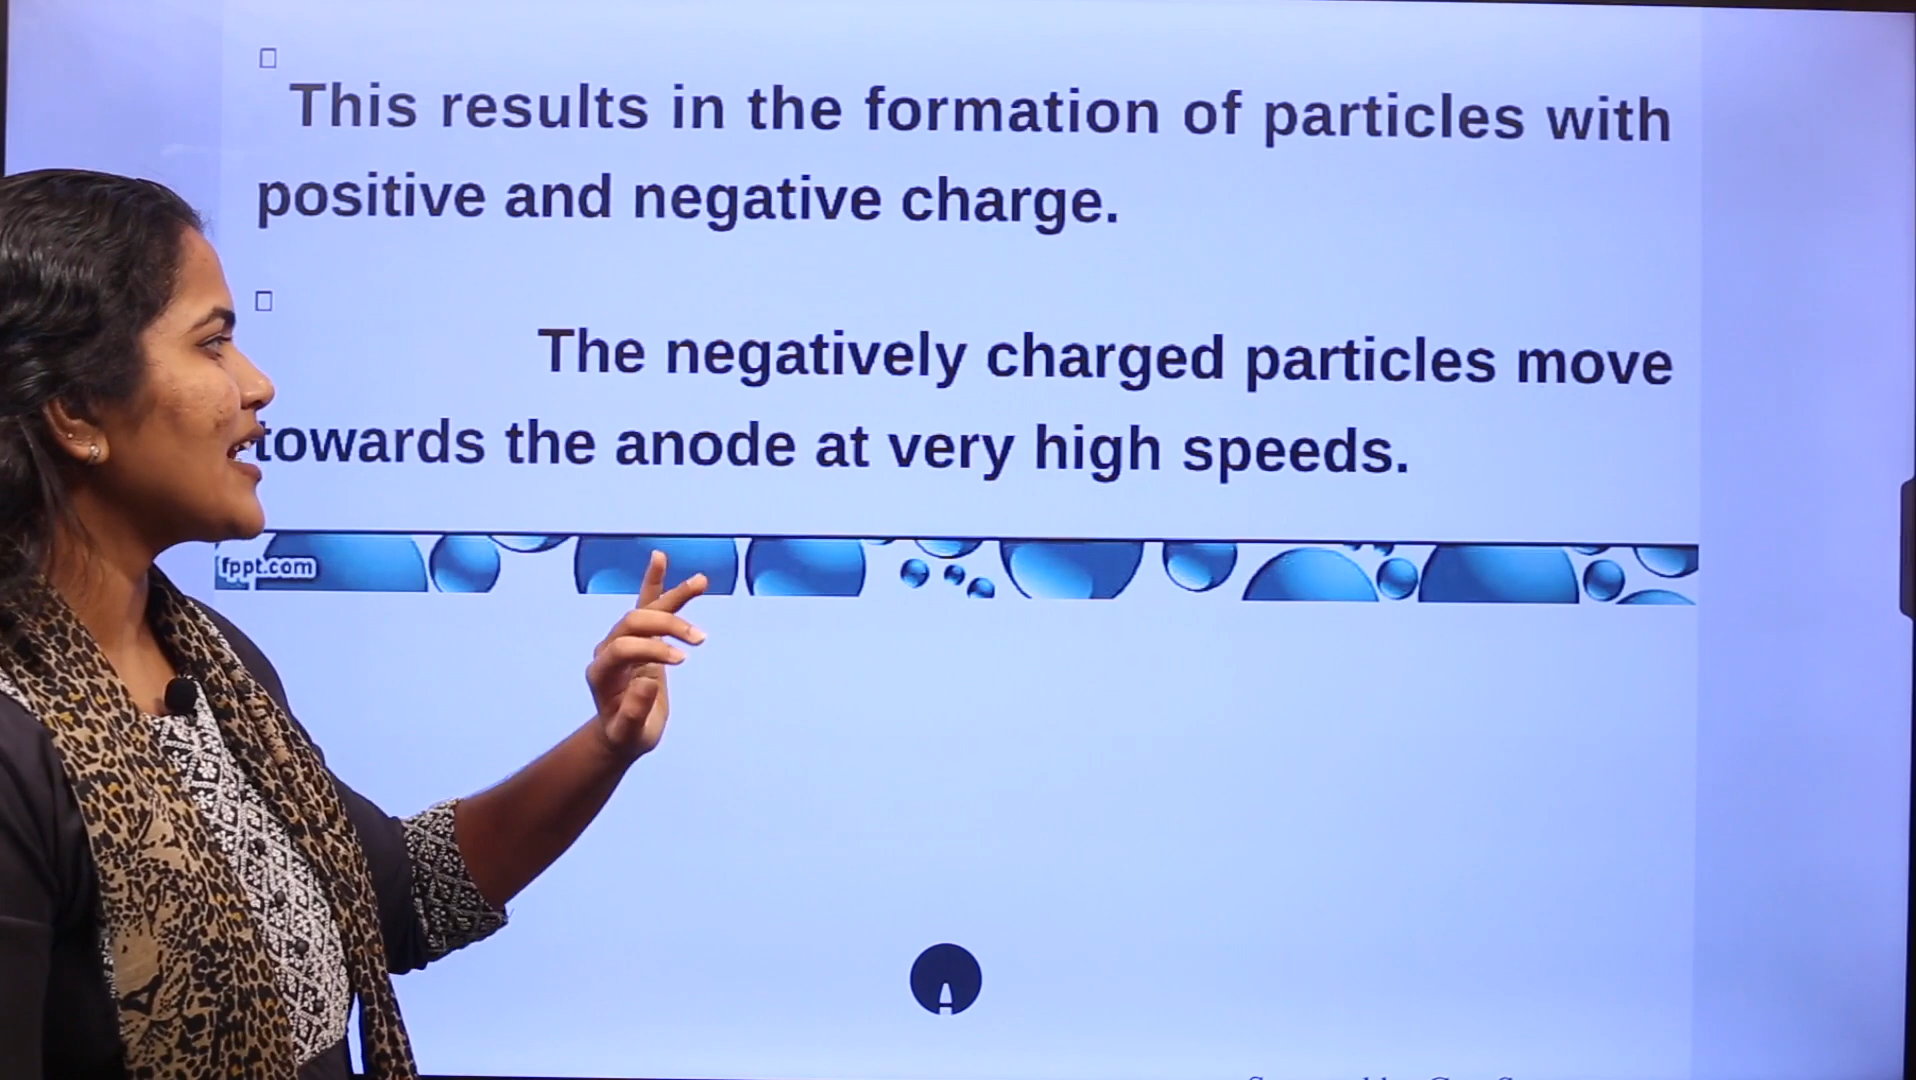 This results in the formation of particles with
positive and negative charge.
The negatively charged particles move
towards the anode at very high speeds.
fppt.com